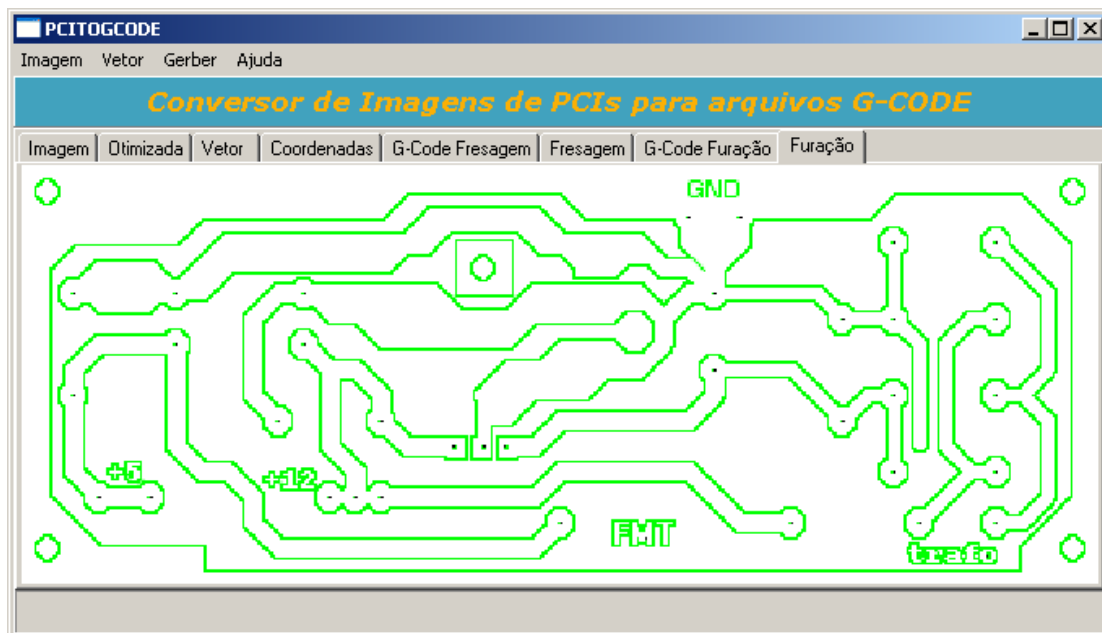 PCITOGCODE
Imagem Vetor Gerber Ajuda
Conversor de Imagens de PCIs para arquivos G-CODE
Imagem Otimizada Vetor Coordenadas G-Code Fresagem Fresagem G-Code Furação Furação
GND
+5
+12
FMT
trafo